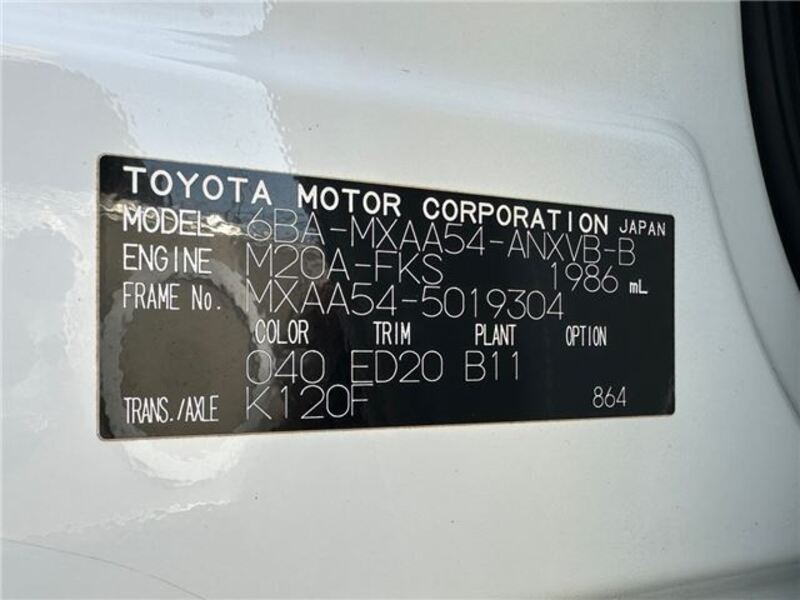 TOYOTA MOTOR CORPORATION JAPAN
MODEL 6BA-MXAA54-ANXVB-B
ENGINE M20A-FKS 1986 mL
FRAME No. MXAA54-5019304
COLOR TRIM PLANT OPTION
040 ED20 B11
TRANS./AXLE K120F 864